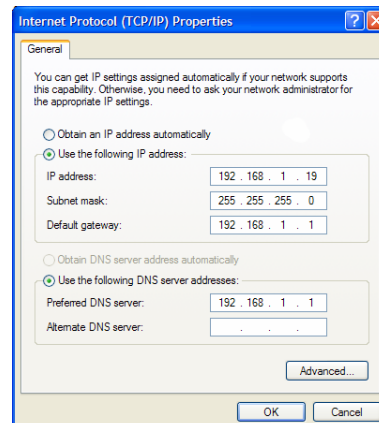 Internet Protocol (TCP/IP) Properties
General
You can get IP settings assigned automatically if your network supports
this capability. Otherwise, you need to ask your network administrator for
the appropriate IP settings.
Obtain an IP address automatically
Use the following IP address:
IP address: 192 . 168 . 1 . 19
Subnet mask: 255 . 255 . 255 . 0
Default gateway: 192 . 168 . 1 . 1
Obtain DNS server address automatically
Use the following DNS server addresses:
Preferred DNS server: 192 . 168 . 1 . 1
Alternate DNS server: . . .
Advanced...
OK Cancel